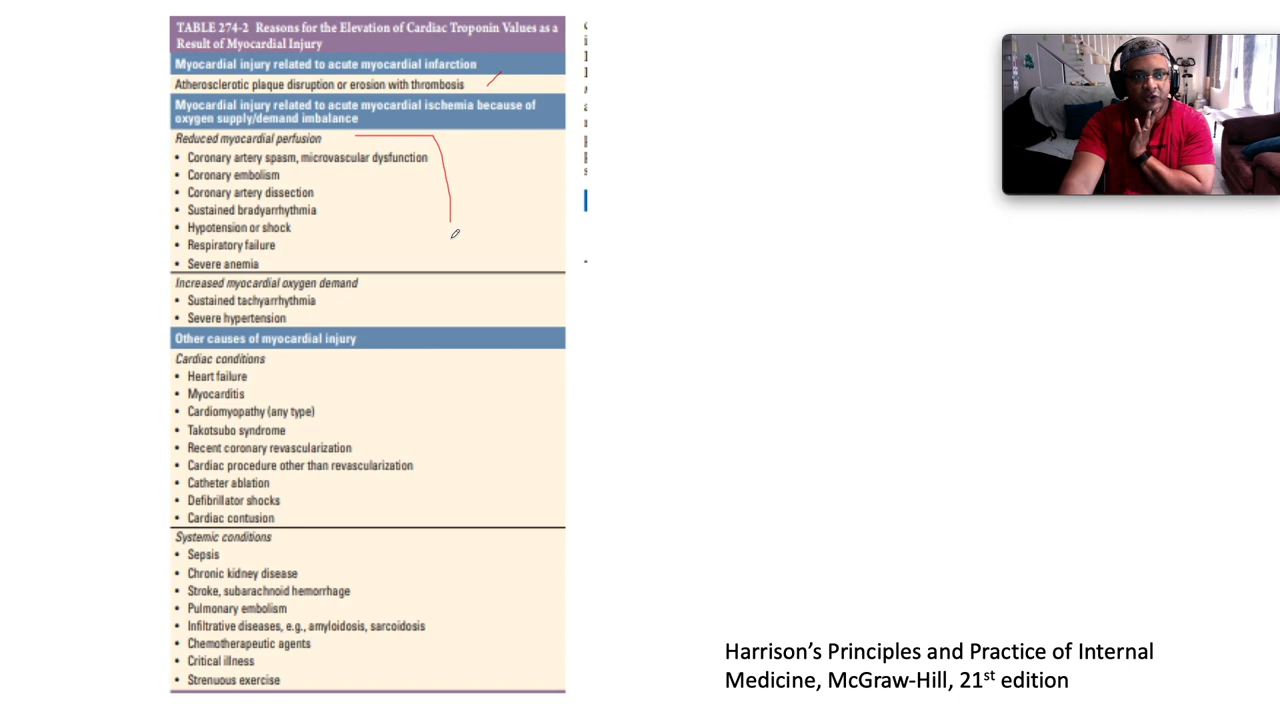 TABLE 274-2 Reasons for the Elevation of Cardiac Troponin Values as a
Result of Myocardial Injury
Myocardial injury related to acute myocardial infarction
Atherosclerotic plaque disruption or erosion with thrombosis
Myocardial injury related to acute myocardial ischemia because of
oxygen supply/demand imbalance
Reduced myocardial perfusion
• Coronary artery spasm, microvascular dysfunction
• Coronary embolism
• Coronary artery dissection
• Sustained bradyarrhythmia
• Hypotension or shock
• Respiratory failure
• Severe anemia
Increased myocardial oxygen demand
• Sustained tachyarrhythmia
• Severe hypertension
Other causes of myocardial injury
Cardiac conditions
• Heart failure
• Myocarditis
• Cardiomyopathy (any type)
• Takotsubo syndrome
• Recent coronary revascularization
• Cardiac procedure other than revascularization
• Catheter ablation
• Defibrillator shocks
• Cardiac contusion
Systemic conditions
• Sepsis
• Chronic kidney disease
• Stroke, subarachnoid hemorrhage
• Pulmonary embolism
• Infiltrative diseases, e.g., amyloidosis, sarcoidosis
• Chemotherapeutic agents
• Critical illness
• Strenuous exercise
Harrison's Principles and Practice of Internal
Medicine, McGraw-Hill, 21st edition